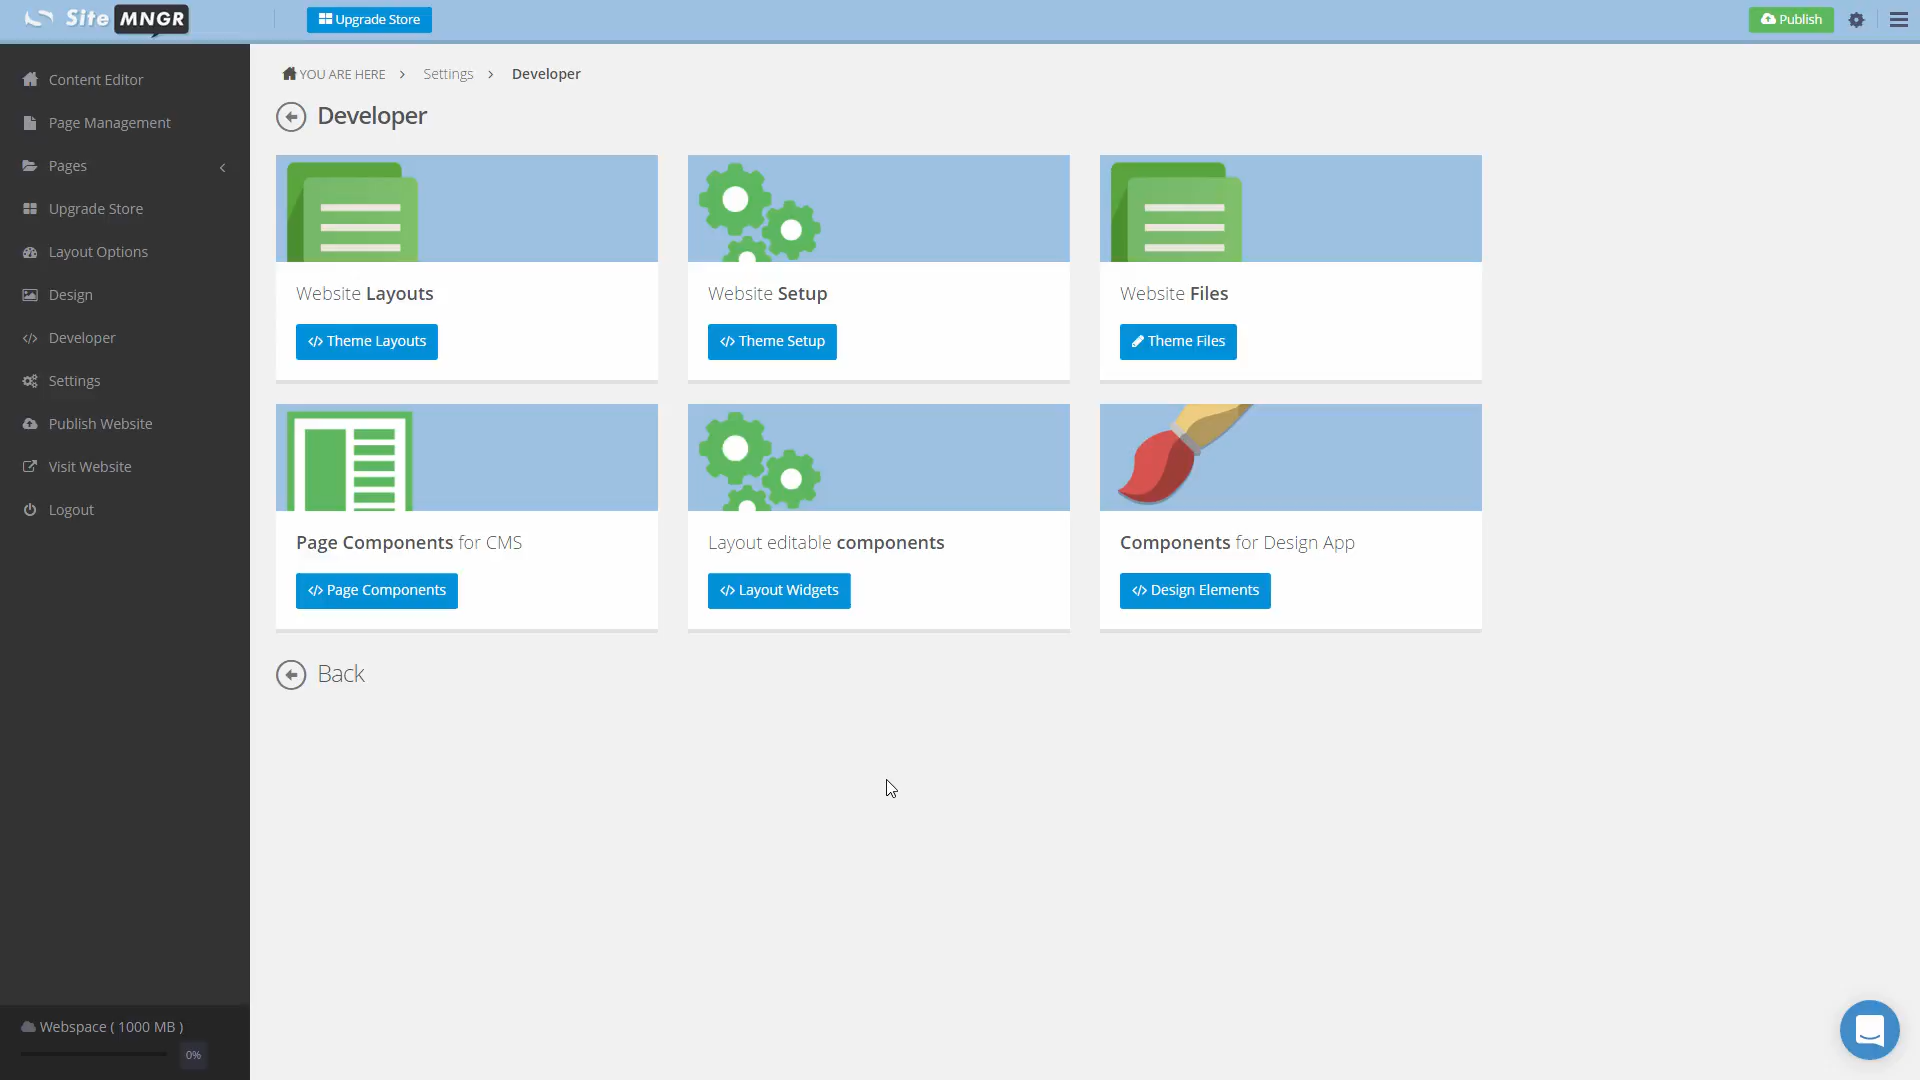 Site MNGR
Upgrade Store
Publish
Content Editor
Page Management
Pages
Upgrade Store
Layout Options
Design
Developer
Settings
Publish Website
Visit Website
Logout
Webspace ( 1000 MB )
0%
YOU ARE HERE > Settings > Developer
Developer
Website Layouts
</> Theme Layouts
Website Setup
</> Theme Setup
Website Files
Theme Files
Page Components for CMS
</> Page Components
Layout editable components
</> Layout Widgets
Components for Design App
</> Design Elements
Back